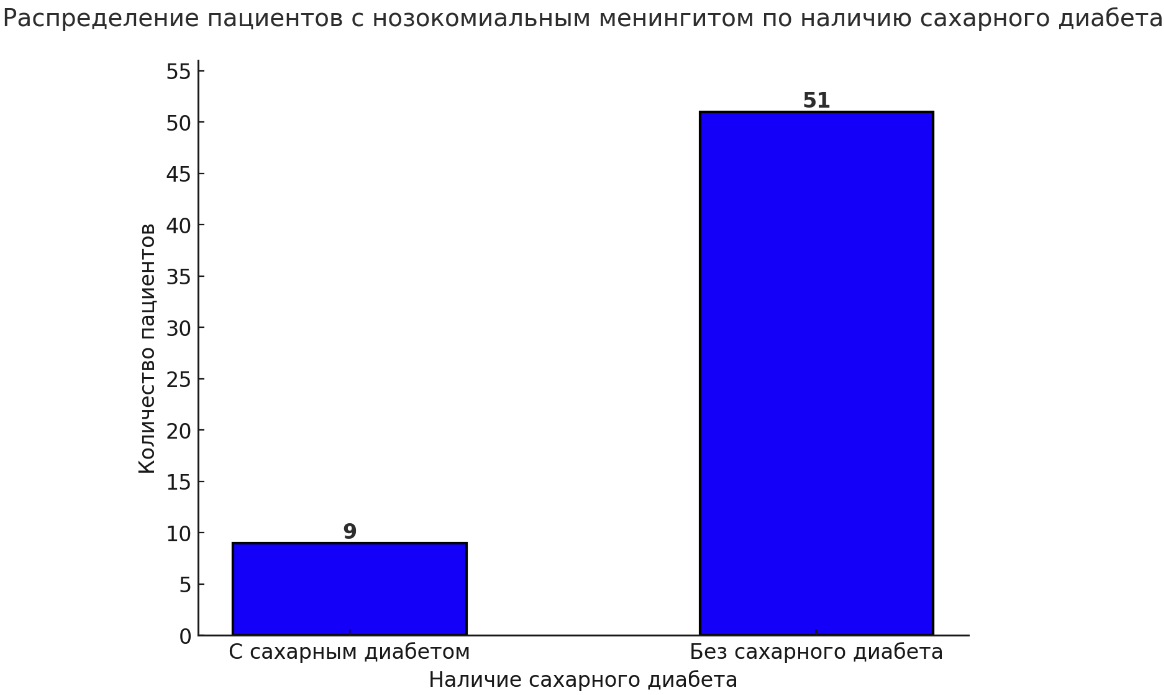 Распределение пациентов с нозокомиальным менингитом по наличию сахарного диабета
55
50
45
40
35
30
25
20
15
10
5
0
Количество пациентов
9
51
С сахарным диабетом
Без сахарного диабета
Наличие сахарного диабета